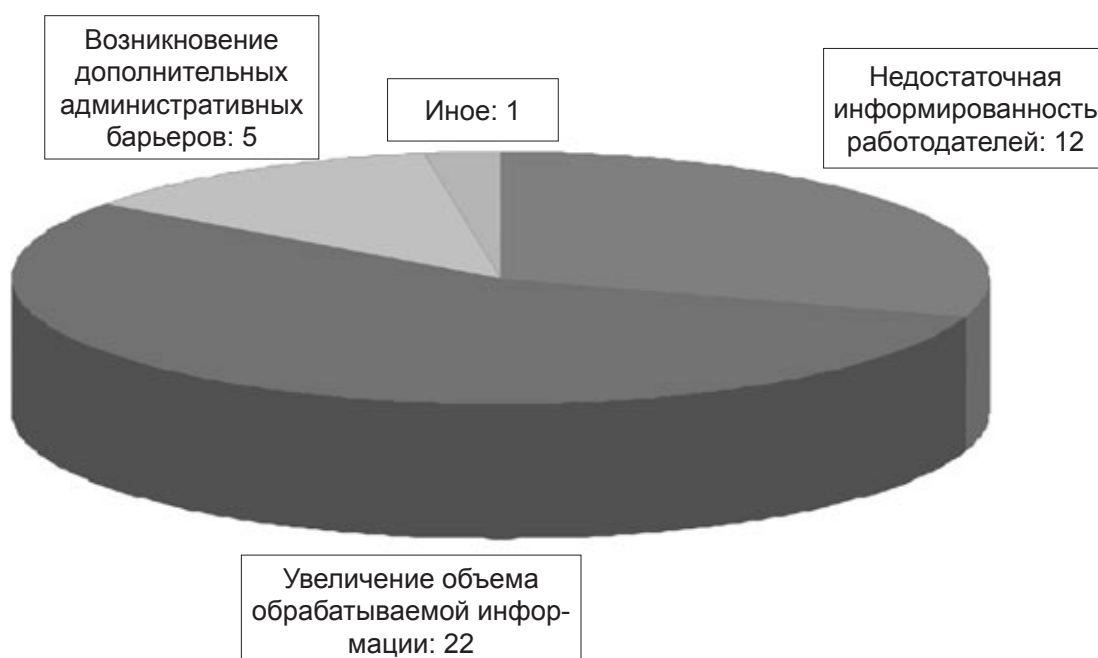 Возникновение
дополнительных
административных
барьеров: 5
Иное: 1
Недостаточная
информированность
работодателей: 12
Увеличение объема
обрабатываемой инфор-
мации: 22